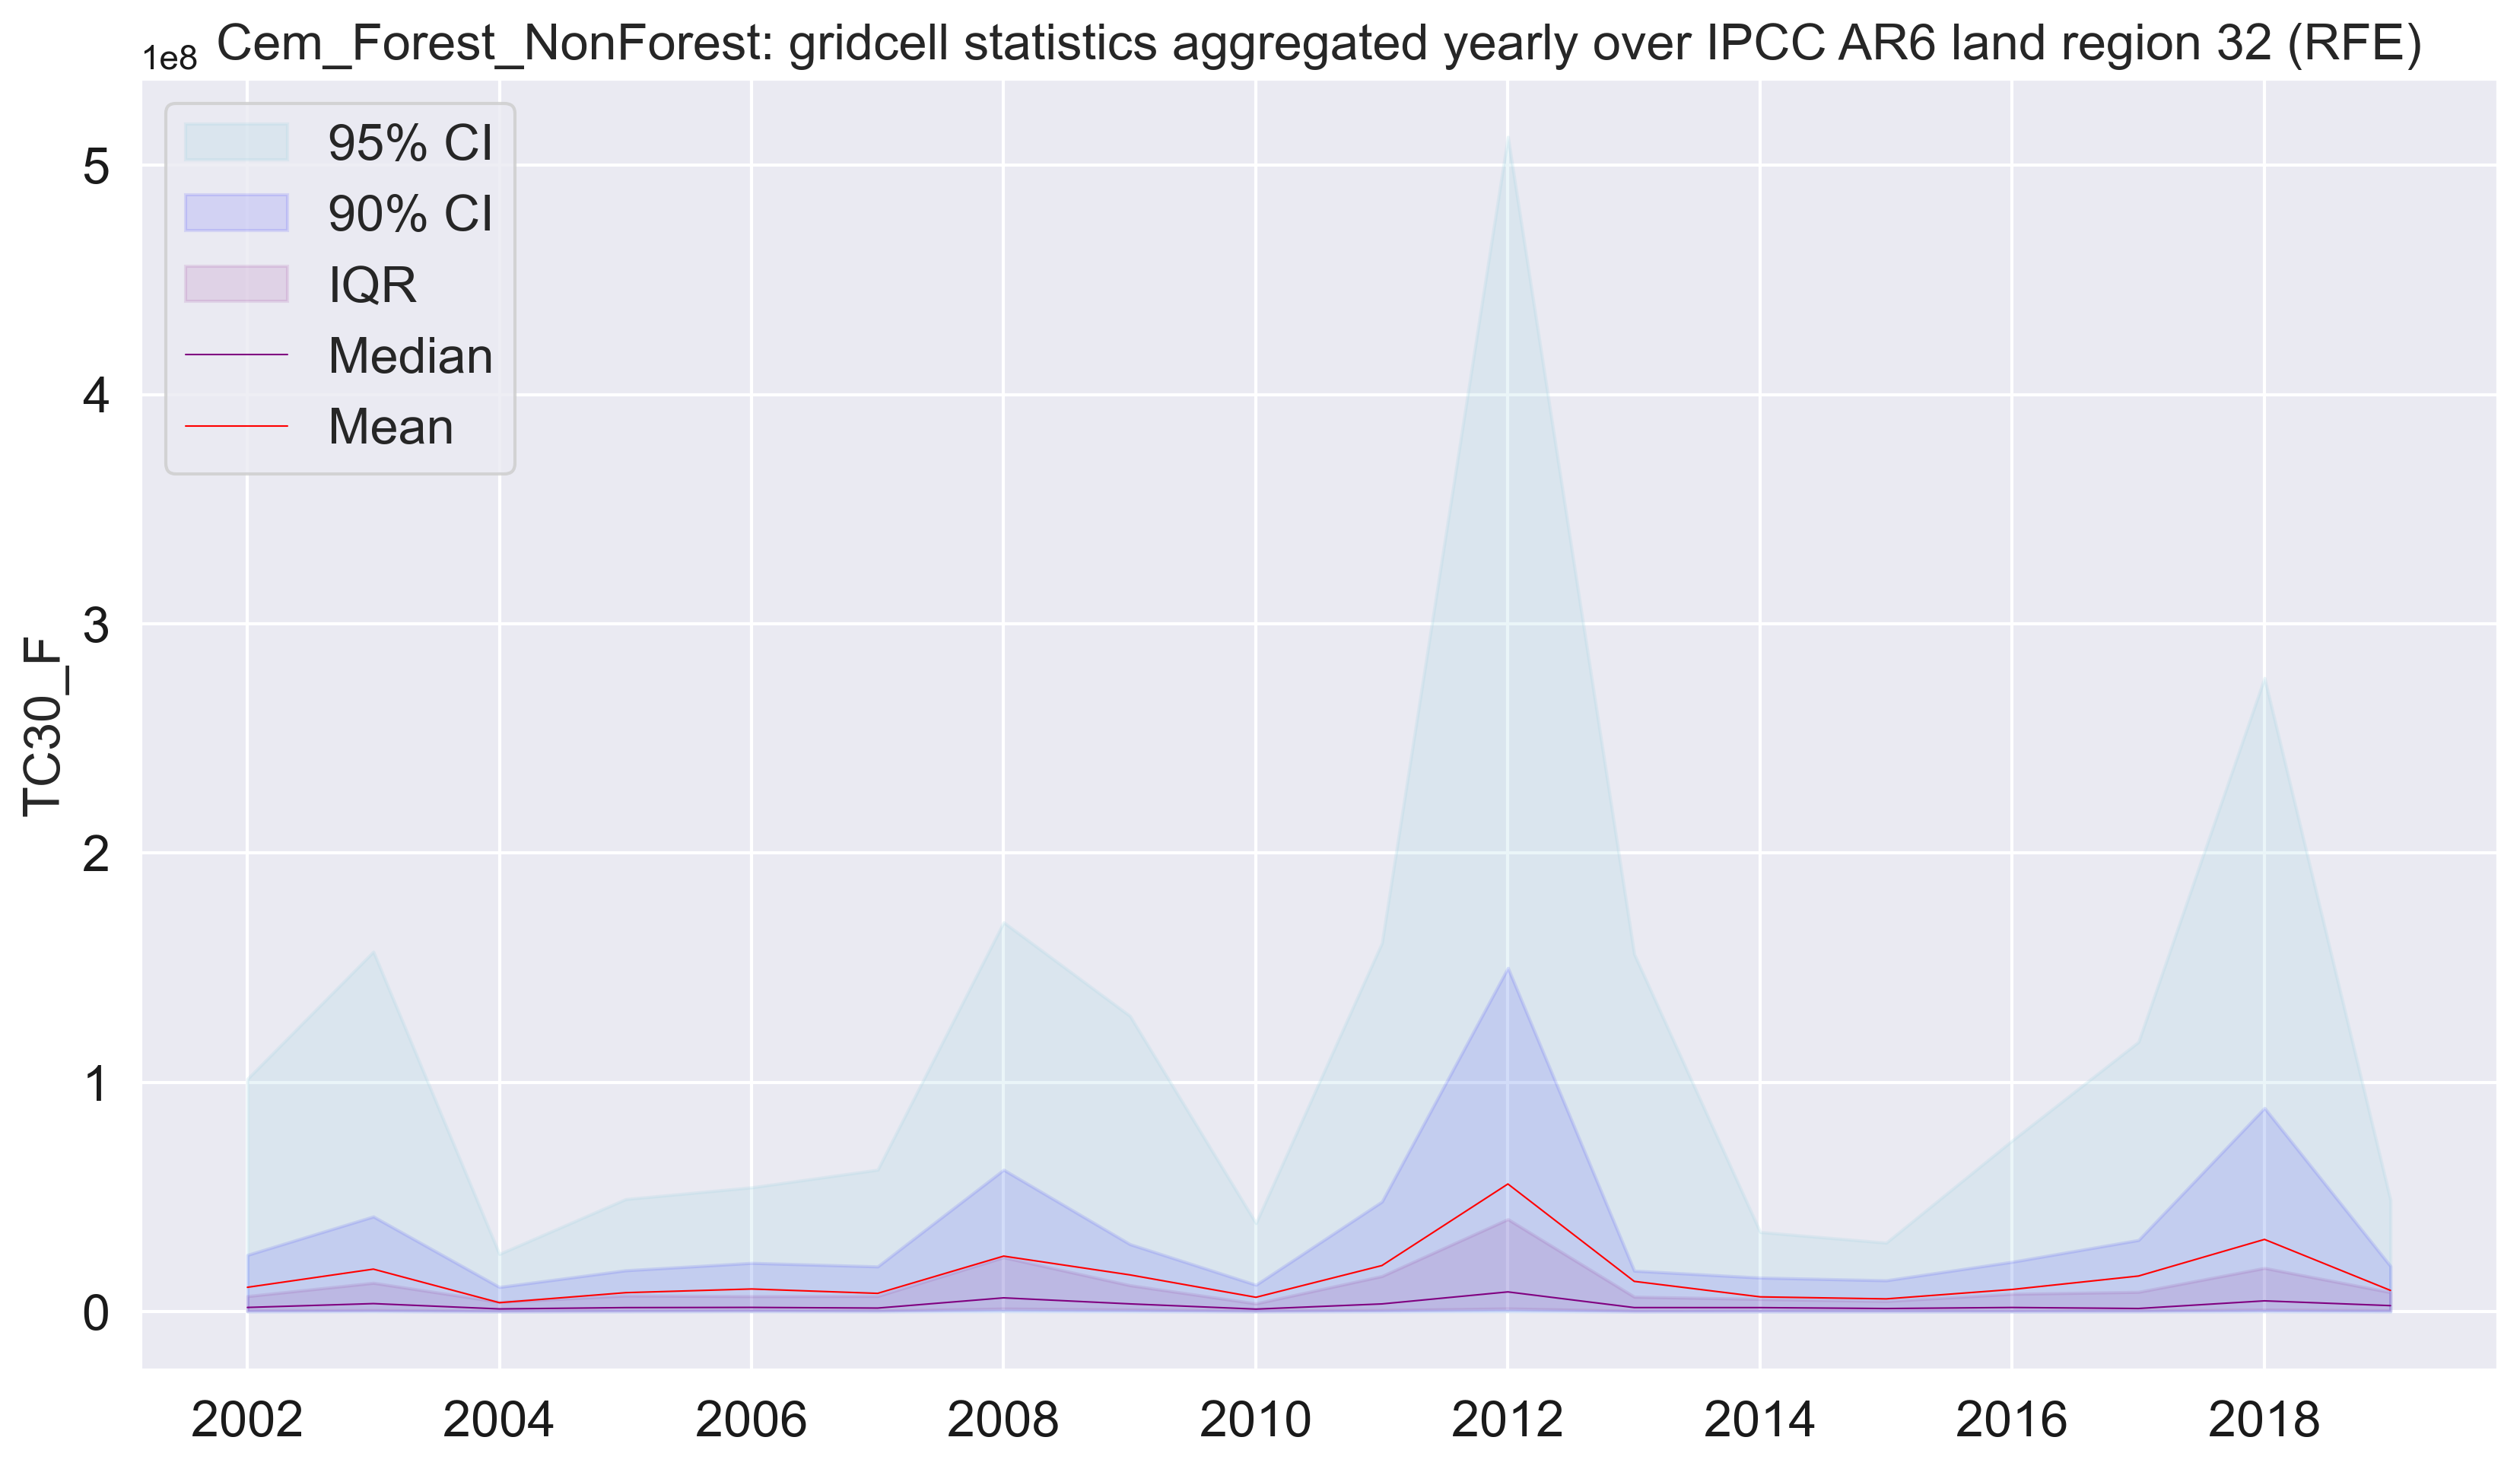 1e8 Cem_Forest_NonForest: gridcell statistics aggregated yearly over IPCC AR6 land region 32 (RFE)
95% CI
90% CI
IQR
Median
Mean
5
4
3
2
1
0
TC30_F
2002 2004 2006 2008 2010 2012 2014 2016 2018